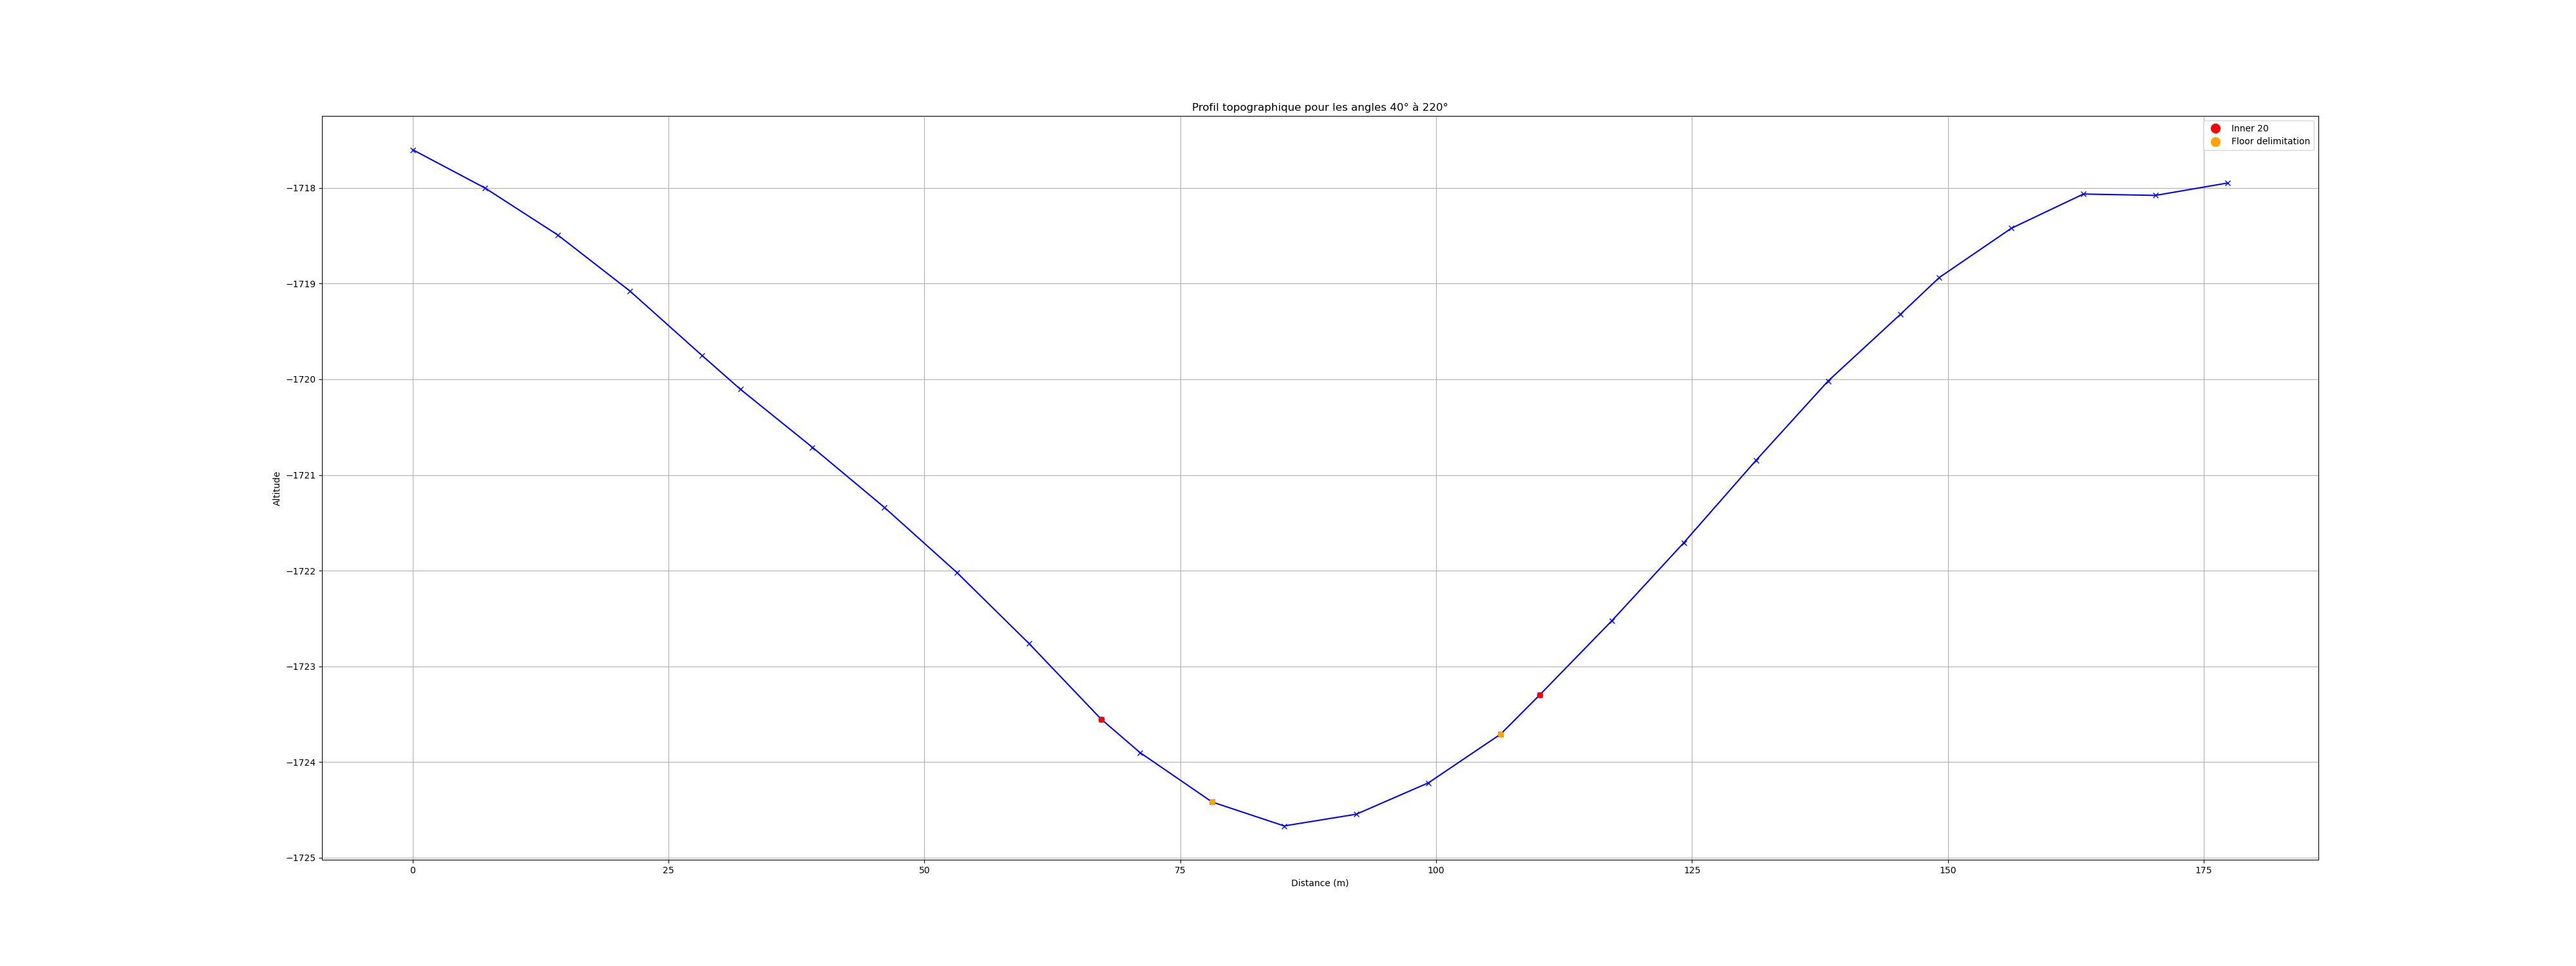 Profil topographique pour les angles 40° à 220°
Inner 20
Floor delimitation
−1718
−1719
−1720
−1721
−1722
−1723
−1724
−1725
Altitude
0 25 50 75 100 125 150 175
Distance (m)